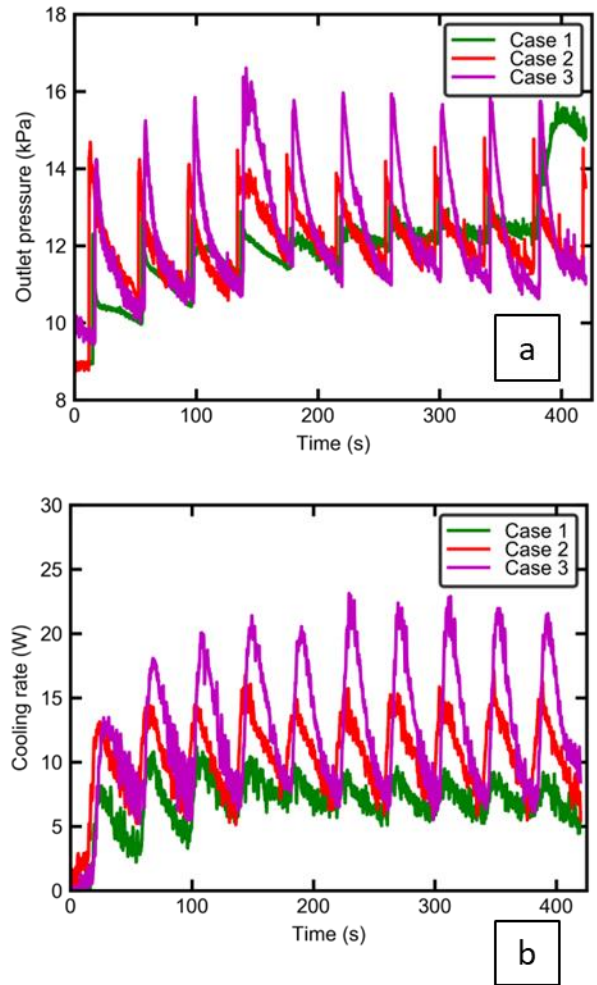 18
16
14
12
10
8
Outlet pressure (kPa)
Case 1
Case 2
Case 3
a
0 100 200 300 400
Time (s)
30
25
20
15
10
5
0
Cooling rate (W)
Case 1
Case 2
Case 3
0 100 200 300 400
Time (s)
b